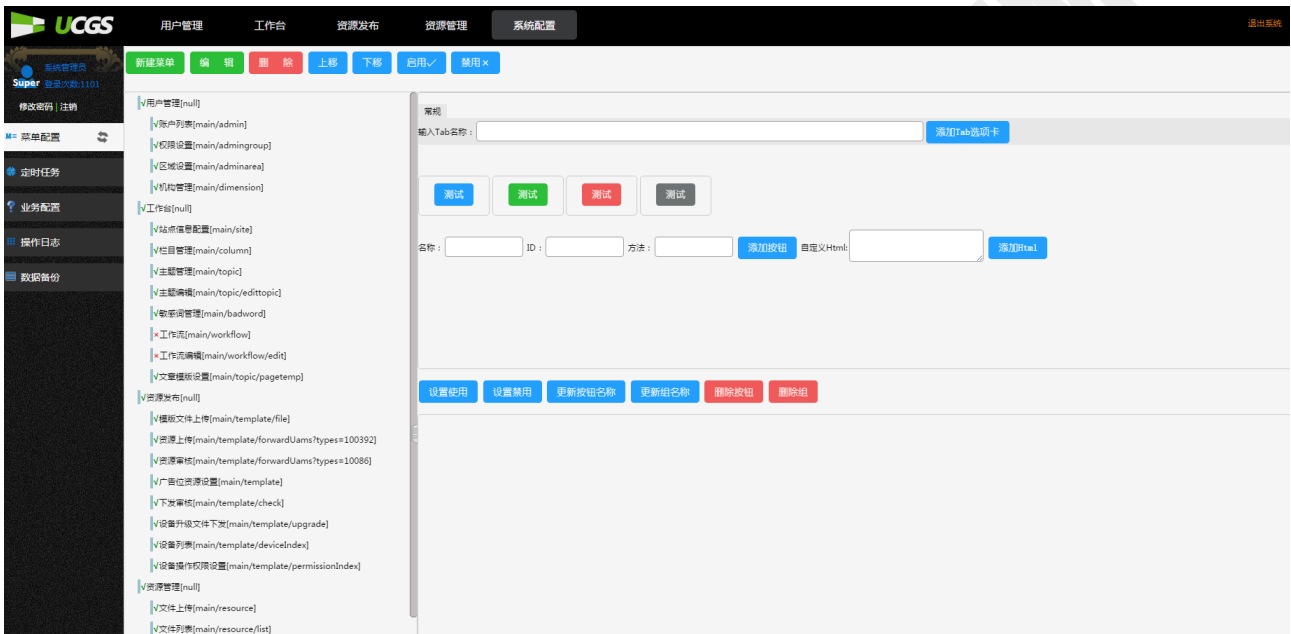 UCGS 用户管理 工作台 资源发布 资源管理 系统配置 退出系统
系统管理员
Super 登录次数:1101
修改密码 | 注销
M= 菜单配置
定时任务
业务配置
操作日志
数据备份
新建菜单 编 辑 删 除 上移 下移 启用✓ 禁用×
√用户管理[null]
√账户列表[main/admin]
√权限设置[main/admingroup]
√区域设置[main/adminarea]
√机构管理[main/dimension]
√工作台[null]
√站点信息配置[main/site]
√栏目管理[main/column]
√主题管理[main/topic]
√主题编辑[main/topic/edittopic]
√敏感词管理[main/badword]
×工作流[main/workflow]
×工作流编辑[main/workflow/edit]
√文章模版设置[main/topic/pagetemp]
√资源发布[null]
√模版文件上传[main/template/file]
√资源上传[main/template/forwardUams?types=100392]
√资源审核[main/template/forwardUams?types=10086]
√广告位资源设置[main/template]
√下发审核[main/template/check]
√设备升级文件下发[main/template/upgrade]
√设备列表[main/template/deviceIndex]
√设备操作权限设置[main/template/permissionIndex]
√资源管理[null]
√文件上传[main/resource]
√文件列表[main/resource/list]
常规
输入Tab名称： 添加Tab选项卡
测试 测试 测试 测试
名称： ID： 方法： 添加按钮 自定义Html: 添加Html
设置使用 设置禁用 更新按钮名称 更新组名称 删除按钮 删除组